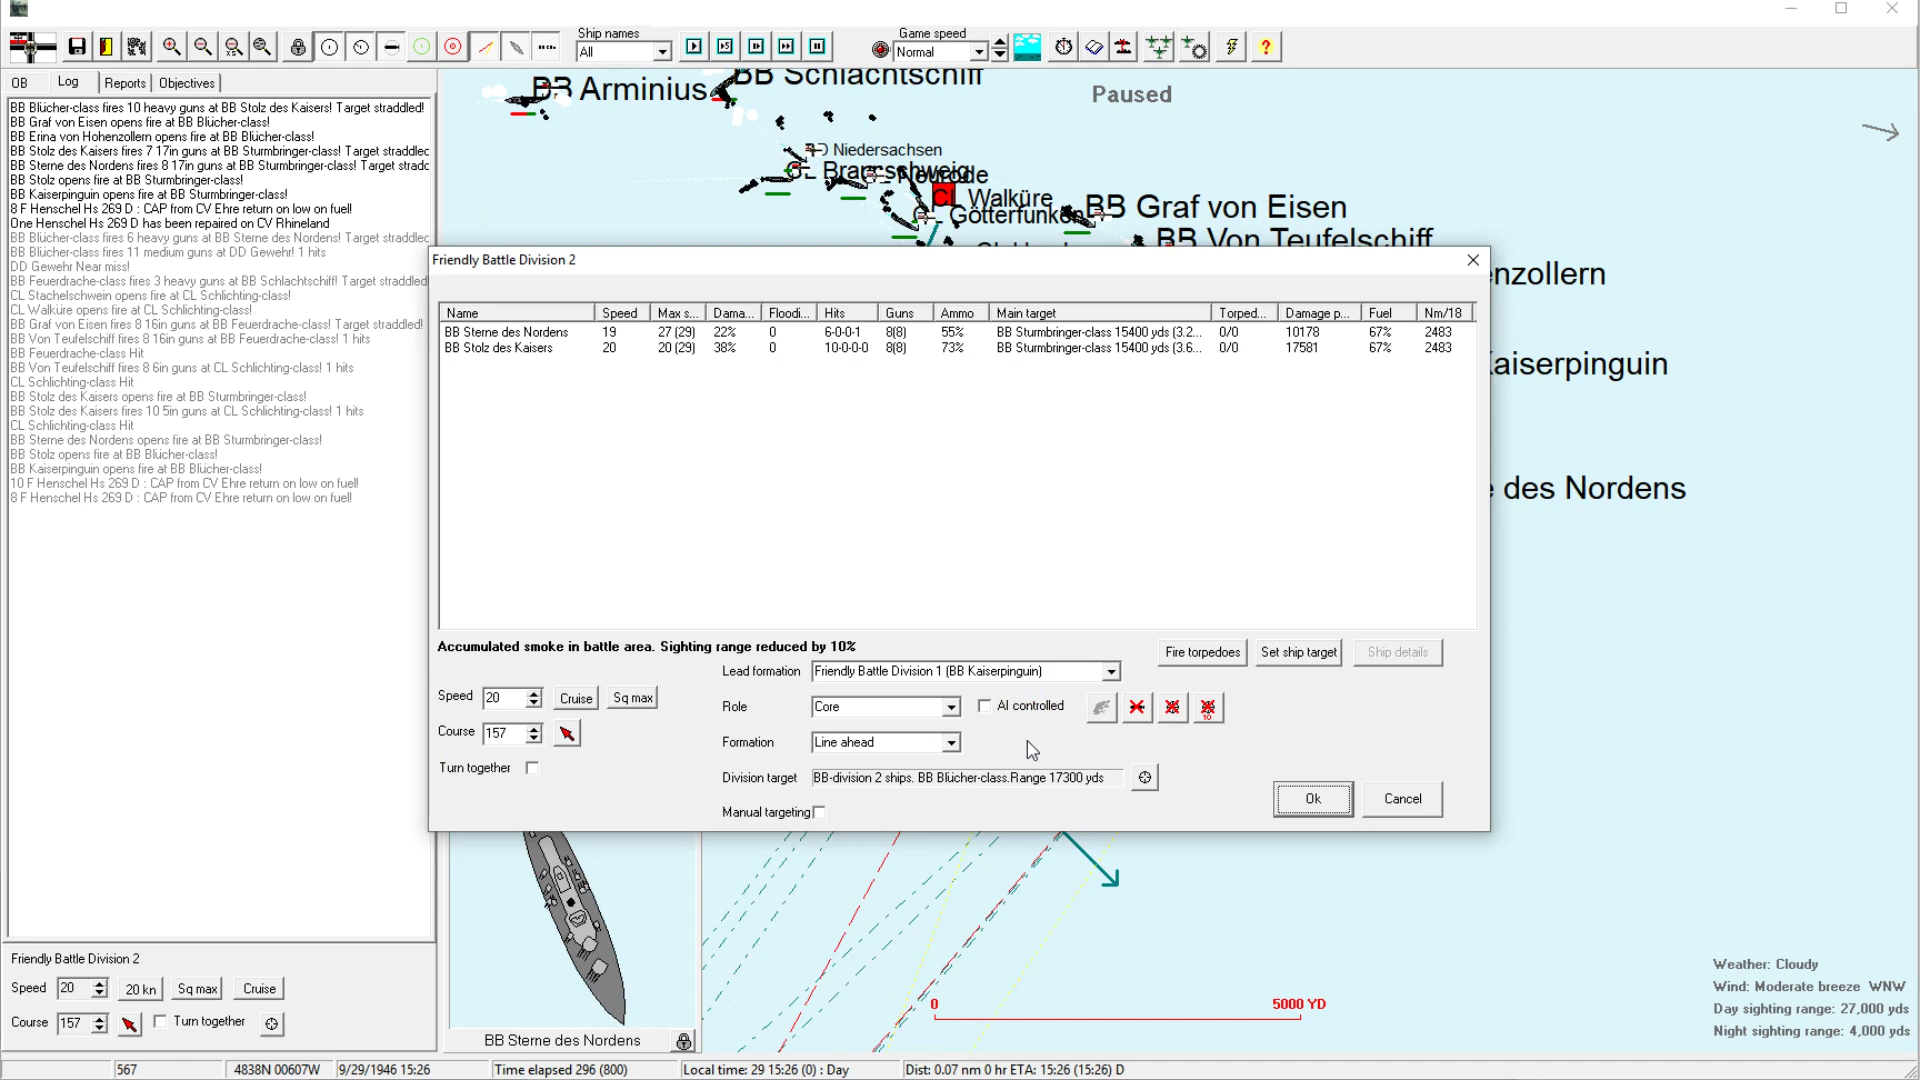 Ship names
All
Game speed
Normal
OB
Log
Reports
Objectives
BB Blücher-class fires 10 heavy guns at BB Stolz des Kaisers! Target straddled!
BB Graf von Eisen opens fire at BB Blücher-class!
BB Erina von Hohenzollern opens fire at BB Blücher-class!
BB Stolz des Kaisers fires 7 17in guns at BB Sturmbringer-class! Target straddled
BB Sterne des Nordens fires 8 17in guns at BB Sturmbringer-class! Target stradd
BB Stolz opens fire at BB Sturmbringer-class!
BB Kaiserpinguin opens fire at BB Sturmbringer-class!
8 F Henschel Hs 269 D : CAP from CV Ehre return on low on fuel!
One Henschel Hs 269 D has been repaired on CV Rhineland
BB Blücher-class fires 6 heavy guns at BB Sterne des Nordens! Target straddled
BB Blücher-class fires 11 medium guns at DD Gewehr! 1 hits
DD Gewehr Near miss!
BB Feuerdrache-class fires 3 heavy guns at BB Schlachtschiff! Target straddled
CL Stachelschwein opens fire at CL Schlichting-class!
CL Walküre opens fire at CL Schlichting-class!
BB Graf von Eisen fires 8 16in guns at BB Feuerdrache-class! Target straddled!
BB Von Teufelschiff fires 8 16in guns at BB Feuerdrache-class! 1 hits
BB Feuerdrache-class Hit
BB Von Teufelschiff fires 8 6in guns at CL Schlichting-class! 1 hits
CL Schlichting-class Hit
BB Stolz des Kaisers opens fire at BB Sturmbringer-class!
BB Stolz des Kaisers fires 10 5in guns at CL Schlichting-class! 1 hits
CL Schlichting-class Hit
BB Sterne des Nordens opens fire at BB Sturmbringer-class!
BB Stolz opens fire at BB Blücher-class!
BB Kaiserpinguin opens fire at BB Blücher-class!
10 F Henschel Hs 269 D : CAP from CV Ehre return on low on fuel!
8 F Henschel Hs 269 D : CAP from CV Ehre return on low on fuel!
BB Arminius
BB Schlachtschiff
Paused
Niedersachsen
CL Braunschweig
Neurode
CL Walküre
Götterfunken
BB Graf von Eisen
BB Von Teufelschiff
enzollern
Kaiserpinguin
e des Nordens
Friendly Battle Division 2
Name Speed Max s... Dama... Floodi... Hits Guns Ammo Main target Torped... Damage p... Fuel Nm/18
BB Sterne des Nordens 19 27 (29) 22% 0 6-0-0-1 8(8) 55% BB Sturmbringer-class 15400 yds (3.2... 0/0 10178 67% 2483
BB Stolz des Kaisers 20 20 (29) 38% 0 10-0-0-0 8(8) 73% BB Sturmbringer-class 15400 yds (3.6... 0/0 17581 67% 2483
Accumulated smoke in battle area. Sighting range reduced by 10%
Fire torpedoes
Set ship target
Ship details
Lead formation Friendly Battle Division 1 (BB Kaiserpinguin)
Speed 20 Cruise Sq max
Role Core AI controlled
10
Course 157
Formation Line ahead
Turn together
Division target BB-division 2 ships. BB Blücher-class.Range 17300 yds
Ok
Cancel
Manual targeting
0 5000 YD
Weather: Cloudy
Wind: Moderate breeze WNW
Day sighting range: 27,000 yds
Night sighting range: 4,000 yds
Friendly Battle Division 2
Speed 20 20 kn Sq max Cruise
Course 157 Turn together
BB Sterne des Nordens
567 4838N 00607W 9/29/1946 15:26 Time elapsed 296 (800) Local time: 29 15:26 (0) : Day Dist: 0.07 nm 0 hr ETA: 15:26 (15:26) D